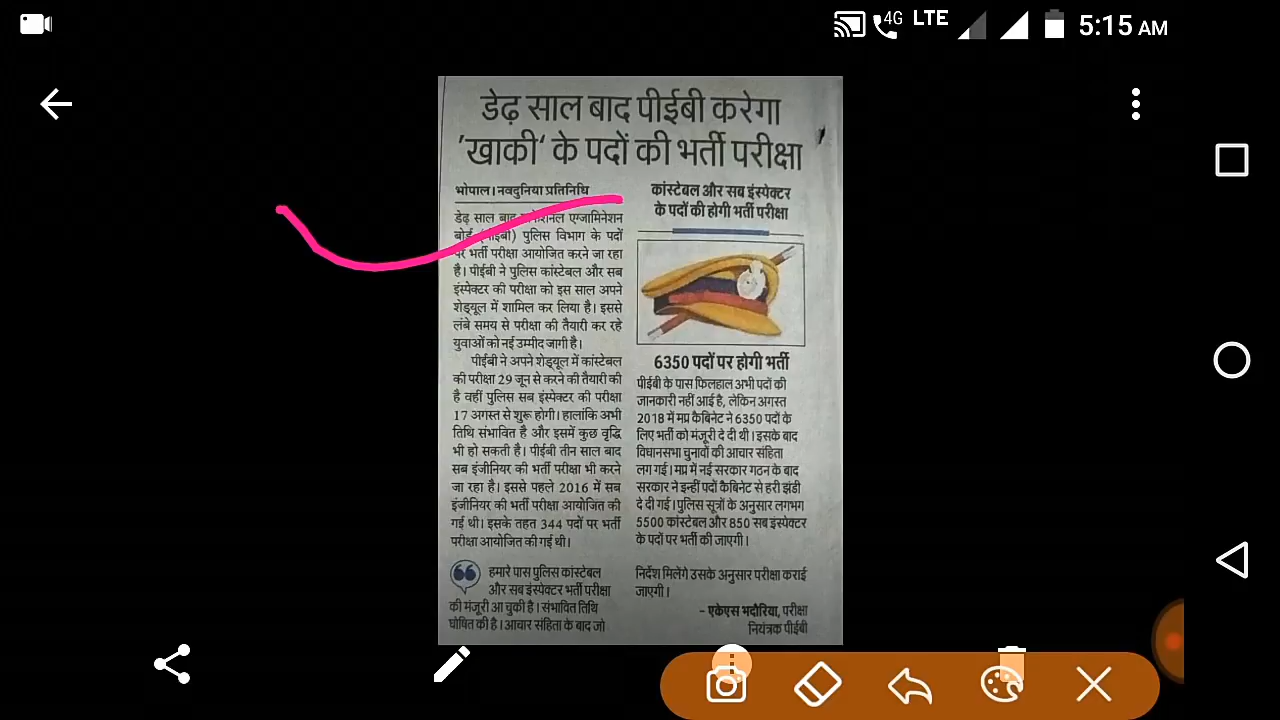 4G LTE 5:15 AM
डेढ़ साल बाद पीईबी करेगा
'खाकी' के पदों की भर्ती परीक्षा
भोपाल। नवदुनिया प्रतिनिधि
डेढ़ साल बाद प्रोफेशनल एग्जामिनेशन
बोर्ड (पीईबी) पुलिस विभाग के पदों
पर भर्ती परीक्षा आयोजित करने जा रहा
है। पीईबी ने पुलिस कांस्टेबल और सब
इंस्पेक्टर की परीक्षा को इस साल अपने
शेड्यूल में शामिल कर लिया है। इससे
लंबे समय से परीक्षा की तैयारी कर रहे
युवाओं को नई उम्मीद जागी है।
पीईबी ने अपने शेड्यूल में कांस्टेबल
की परीक्षा 29 जून से करने की तैयारी की
है वहीं पुलिस सब इंस्पेक्टर की परीक्षा
17 अगस्त से शुरू होगी। हालांकि अभी
तिथि संभावित है और इसमें कुछ वृद्धि
भी हो सकती है। पीईबी तीन साल बाद
सब इंजीनियर की भर्ती परीक्षा भी करने
जा रहा है। इससे पहले 2016 में सब
इंजीनियर की भर्ती परीक्षा आयोजित की
गई थी। इसके तहत 344 पदों पर भर्ती
परीक्षा आयोजित की गई थी।
कांस्टेबल और सब इंस्पेक्टर
के पदों की होगी भर्ती परीक्षा
6350 पदों पर होगी भर्ती
पीईबी के पास फिलहाल अभी पदों की
जानकारी नहीं आई है, लेकिन अगस्त
2018 में मप्र कैबिनेट ने 6350 पदों के
लिए भर्ती को मंजूरी दे दी थी। इसके बाद
विधानसभा चुनावों की आचार संहिता
लग गई। मप्र में नई सरकार गठन के बाद
सरकार ने इन्हीं पदों कैबिनेट से हरी झंडी
दे दी गई। पुलिस सूत्रों के अनुसार लगभग
5500 कांस्टेबल और 850 सब इंस्पेक्टर
के पदों पर भर्ती की जाएगी।
हमारे पास पुलिस कांस्टेबल
और सब इंस्पेक्टर भर्ती परीक्षा
की मंजूरी आ चुकी है। संभावित तिथि
घोषित की है। आचार संहिता के बाद जो
निर्देश मिलेंगे उसके अनुसार परीक्षा कराई
जाएगी।
- एकेएस भदौरिया, परीक्षा
नियंत्रक पीईबी